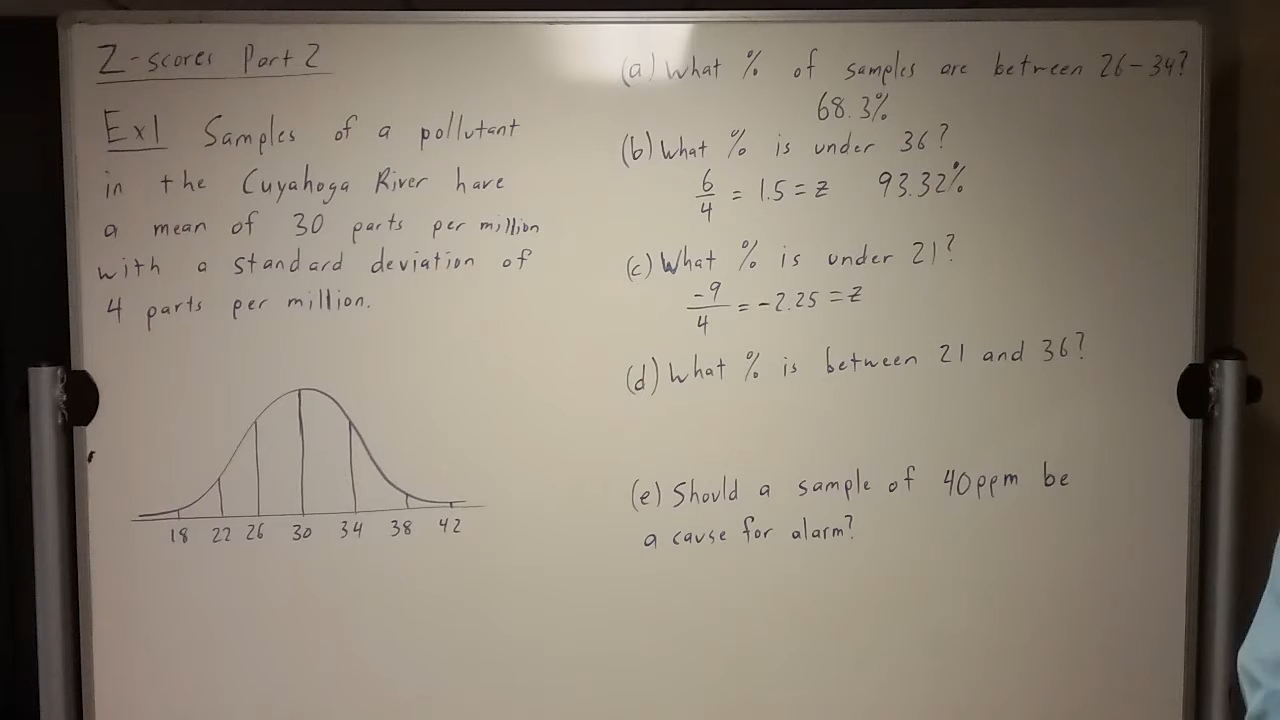 Z-scores Part 2
Ex1 Samples of a pollutant
in the Cuyahoga River have
a mean of 30 parts per million
with a standard deviation of
4 parts per million.
18 22 26 30 34 38 42
(a) What % of samples are between 26-34?
68.3%
(b) What % is under 36?
6/4 = 1.5 = z 93.32%
(c) What % is under 21?
-9/4 = -2.25 = z
(d) What % is between 21 and 36?
(e) Should a sample of 40ppm be
a cause for alarm?